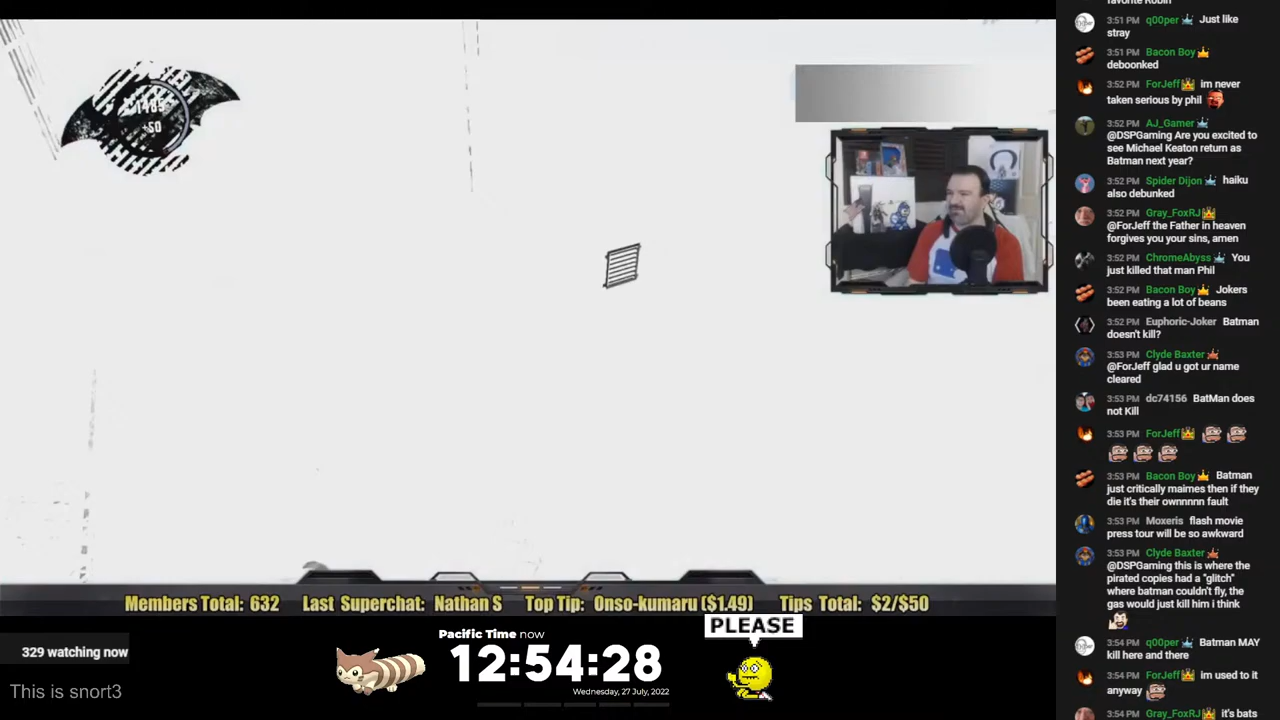 favorite Robin
3:51 PM q00per Just like
stray
3:51 PM Bacon Boy
deboonked
3:52 PM ForJeff im never
taken serious by phil
3:52 PM AJ_Gamer
@DSPGaming Are you excited to
see Michael Keaton return as
Batman next year?
3:52 PM Spider Dijon haiku
also debunked
3:52 PM Gray_FoxRJ
@ForJeff the Father in heaven
forgives you your sins, amen
3:52 PM ChromeAbyss You
just killed that man Phil
3:52 PM Bacon Boy Jokers
been eating a lot of beans
3:52 PM Euphoric-Joker Batman
doesn't kill?
3:53 PM Clyde Baxter
@ForJeff glad u got ur name
cleared
3:53 PM dc74156 BatMan does
not Kill
3:53 PM ForJeff
3:53 PM Bacon Boy Batman
just critically maimes then if they
die it's their ownnnnn fault
3:53 PM Moxeris flash movie
press tour will be so awkward
3:53 PM Clyde Baxter
@DSPGaming this is where the
pirated copies had a "glitch"
where batman couldn't fly, the
gas would just kill him i think
3:54 PM q00per Batman MAY
kill here and there
3:54 PM ForJeff im used to it
anyway
3:54 PM Gray_FoxRJ it's bats
+50
Members Total: 632 Last Superchat: Nathan S Top Tip: Onso-kumaru ($1.49) Tips Total: $2/$50
PLEASE
Pacific Time now
12:54:28
Wednesday, 27 July, 2022
329 watching now
This is snort3